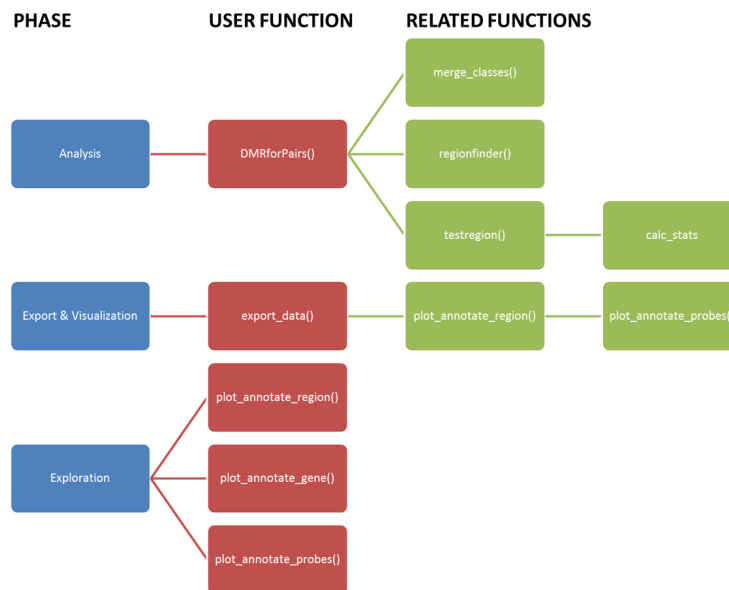 PHASE USER FUNCTION RELATED FUNCTIONS
merge_classes()
Analysis DMRforPairs() regionfinder()
testregion() calc_stats
Export & Visualization export_data() plot_annotate_region() plot_annotate_probes(
plot_annotate_region()
Exploration plot_annotate_gene()
plot_annotate_probes()